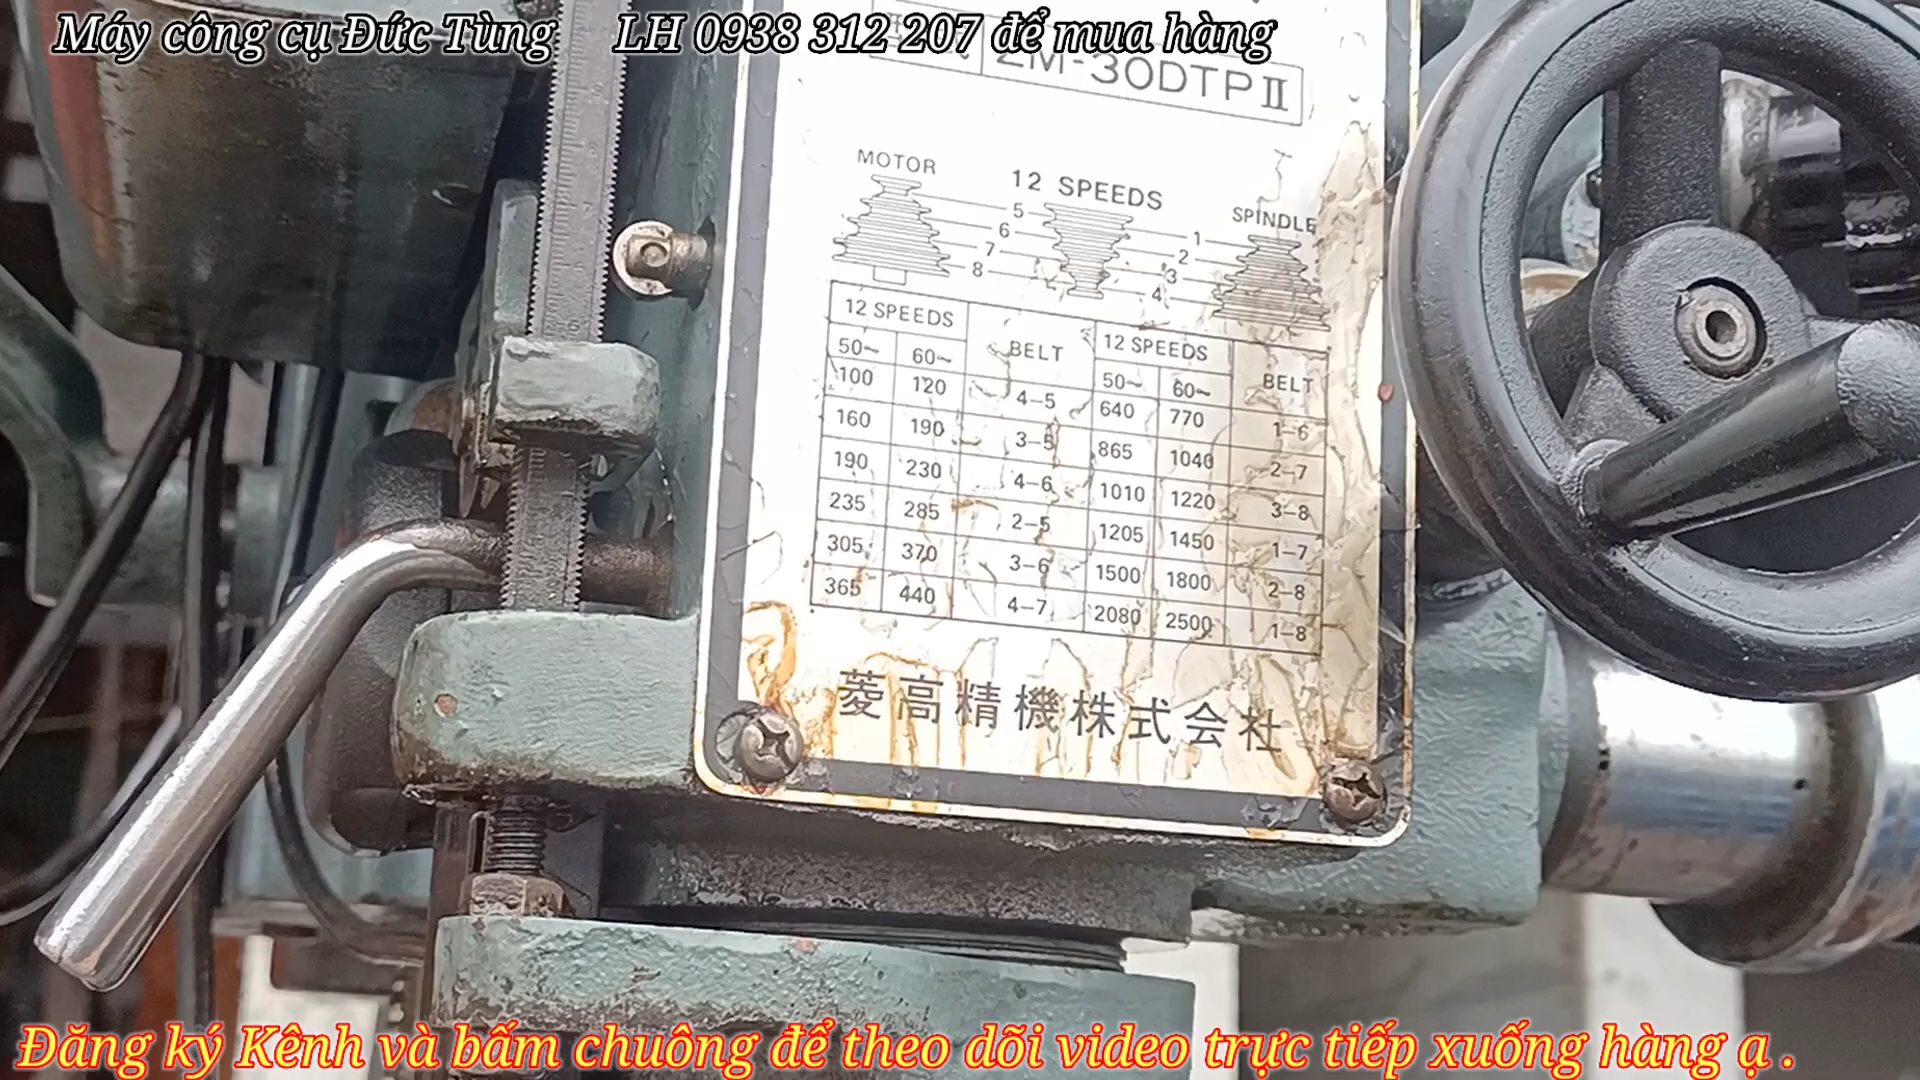 Máy công cụ Đức Tùng LH 0938 312 207 để mua hàng
ZM-30DTPⅡ
MOTOR 12 SPEEDS SPINDLE
5 1
6 2
7 3
8 4
12 SPEEDS BELT 12 SPEEDS BELT
50~ 60~ 50~ 60~
100 120 4-5 640 770 1-6
160 190 3-5 865 1040 2-7
190 230 4-6 1010 1220 3-8
235 285 2-5 1205 1450 1-7
305 370 3-6 1500 1800 2-8
365 440 4-7 2080 2500 1-8
菱高精機株式会社
Đăng ký Kênh và bấm chuông để theo dõi video trực tiếp xuống hàng ạ .